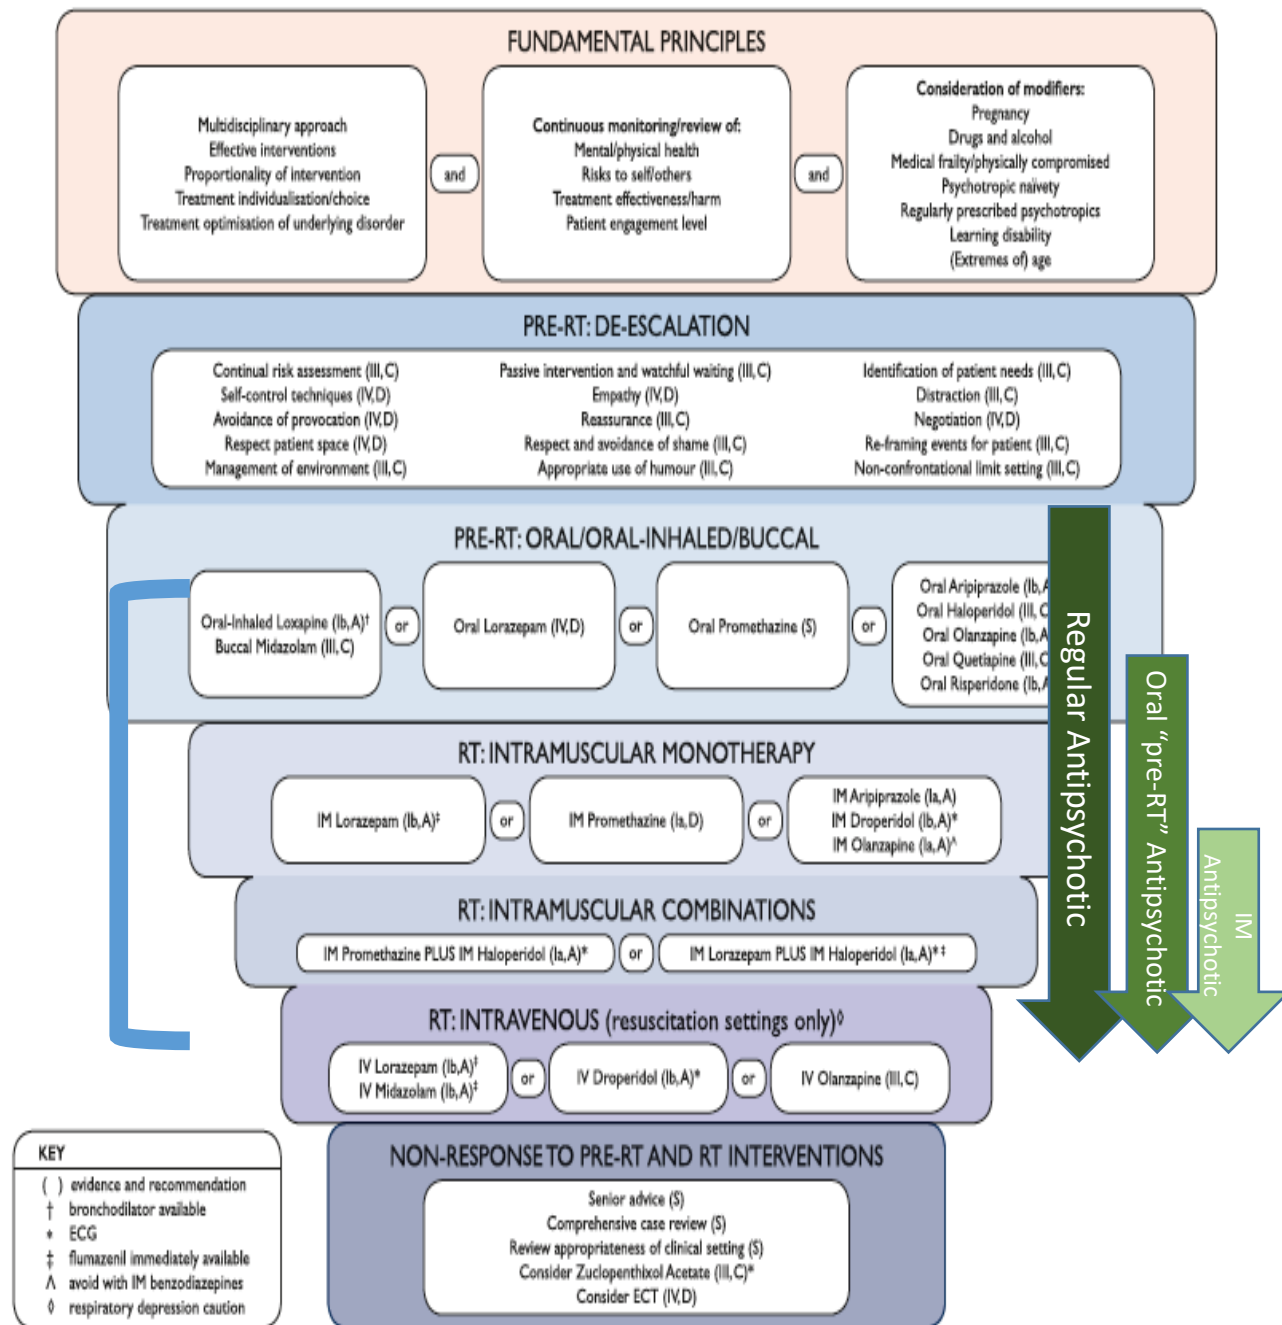 FUNDAMENTAL PRINCIPLES
Multidisciplinary approach
Effective interventions
Proportionality of intervention
Treatment individualisation/choice
Treatment optimisation of underlying disorder
and
Continuous monitoring/review of:
Mental/physical health
Risks to self/others
Treatment effectiveness/harm
Patient engagement level
and
Consideration of modifiers:
Pregnancy
Drugs and alcohol
Medical frailty/physically compromised
Psychotropic naïvety
Regularly prescribed psychotropics
Learning disability
(Extremes of) age
PRE-RT: DE-ESCALATION
Continual risk assessment (III, C)
Self-control techniques (IV, D)
Avoidance of provocation (IV, D)
Respect patient space (IV, D)
Management of environment (III, C)
Passive intervention and watchful waiting (III, C)
Empathy (IV, D)
Reassurance (III, C)
Respect and avoidance of shame (III, C)
Appropriate use of humour (III, C)
Identification of patient needs (III, C)
Distraction (III, C)
Negotiation (IV, D)
Re-framing events for patient (III, C)
Non-confrontational limit setting (III, C)
PRE-RT: ORAL/ORAL-INHALED/BUCCAL
Oral-Inhaled Loxapine (Ib, A)†
Buccal Midazolam (III, C)
or
Oral Lorazepam (IV, D)
or
Oral Promethazine (S)
or
Oral Aripiprazole (Ib, A
Oral Haloperidol (III, C
Oral Olanzapine (Ib, A
Oral Quetiapine (III, C
Oral Risperidone (Ib, A
RT: INTRAMUSCULAR MONOTHERAPY
IM Lorazepam (Ib, A)‡
or
IM Promethazine (Ia, D)
or
IM Aripiprazole (Ia, A)
IM Droperidol (Ib, A)*
IM Olanzapine (Ia, A)^
RT: INTRAMUSCULAR COMBINATIONS
IM Promethazine PLUS IM Haloperidol (Ia, A)*
or
IM Lorazepam PLUS IM Haloperidol (Ia, A)* ‡
RT: INTRAVENOUS (resuscitation settings only)◊
IV Lorazepam (Ib, A)‡
IV Midazolam (Ib, A)‡
or
IV Droperidol (Ib, A)*
or
IV Olanzapine (III, C)
NON-RESPONSE TO PRE-RT AND RT INTERVENTIONS
Senior advice (S)
Comprehensive case review (S)
Review appropriateness of clinical setting (S)
Consider Zuclopenthixol Acetate (III, C)*
Consider ECT (IV, D)
Regular Antipsychotic
Oral “pre-RT” Antipsychotic
IM
Antipsychotic
KEY
( ) evidence and recommendation
† bronchodilator available
* ECG
‡ flumazenil immediately available
^ avoid with IM benzodiazepines
◊ respiratory depression caution